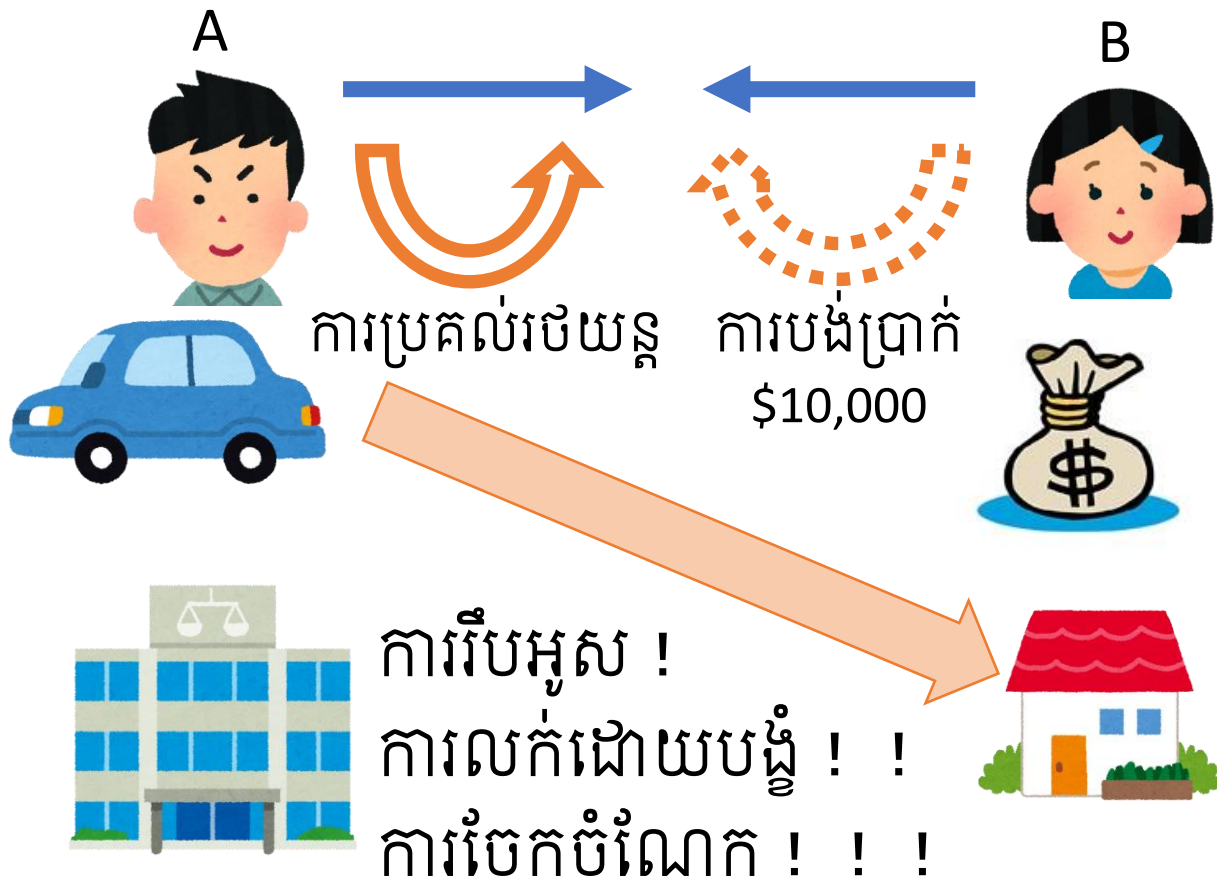 A
B
ការប្រគល់រថយន្ត
ការបង់ប្រាក់
$10,000
ការរឹបអូស !
ការលក់ដោយបង្ខំ ! !
ការចែកចំណែក ! ! !